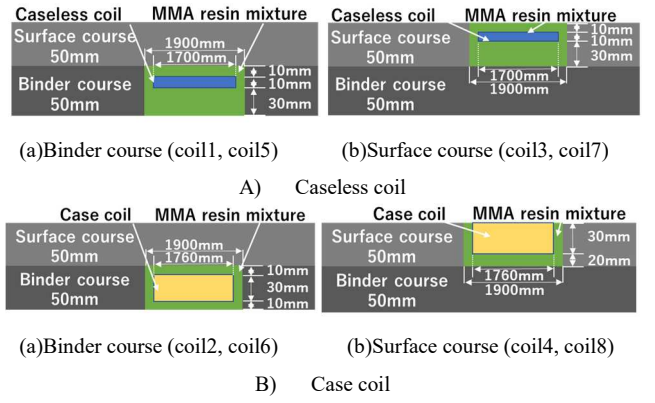 Caseless coil MMA resin mixture
Surface course
50mm
1900mm
1700mm
10mm
10mm
30mm
Binder course
50mm
(a)Binder course (coil1, coil5)
Caseless coil MMA resin mixture
Surface course
50mm
10mm
10mm
30mm
1700mm
1900mm
Binder course
50mm
(b)Surface course (coil3, coil7)
A) Caseless coil
Case coil MMA resin mixture
Surface course
50mm
1900mm
1760mm
10mm
30mm
10mm
Binder course
50mm
(a)Binder course (coil2, coil6)
Case coil MMA resin mixture
Surface course
50mm
30mm
20mm
1760mm
1900mm
Binder course
50mm
(b)Surface course (coil4, coil8)
B) Case coil